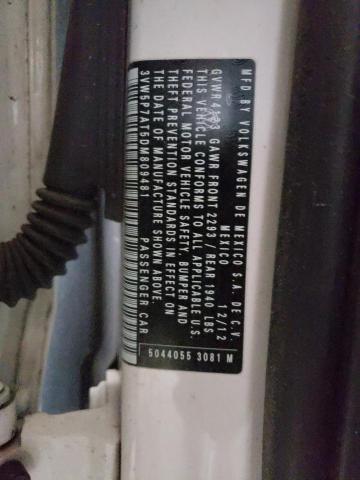 MFD BY VOLKSWAGEN DE MEXICO S.A. DE C.V.
MEXICO 12/12
GVWR GAWR FRONT 2293 / REAR 1940 LBS
THIS VEHICLE CONFORMS TO ALL APPLICABLE U.S.
FEDERAL MOTOR VEHICLE SAFETY, BUMPER AND
THEFT PREVENTION STANDARDS IN EFFECT ON
THE DATE OF MANUFACTURE SHOWN ABOVE.
3VW5P7AT5DM809481 PASSENGER CAR
5044055 3081 M